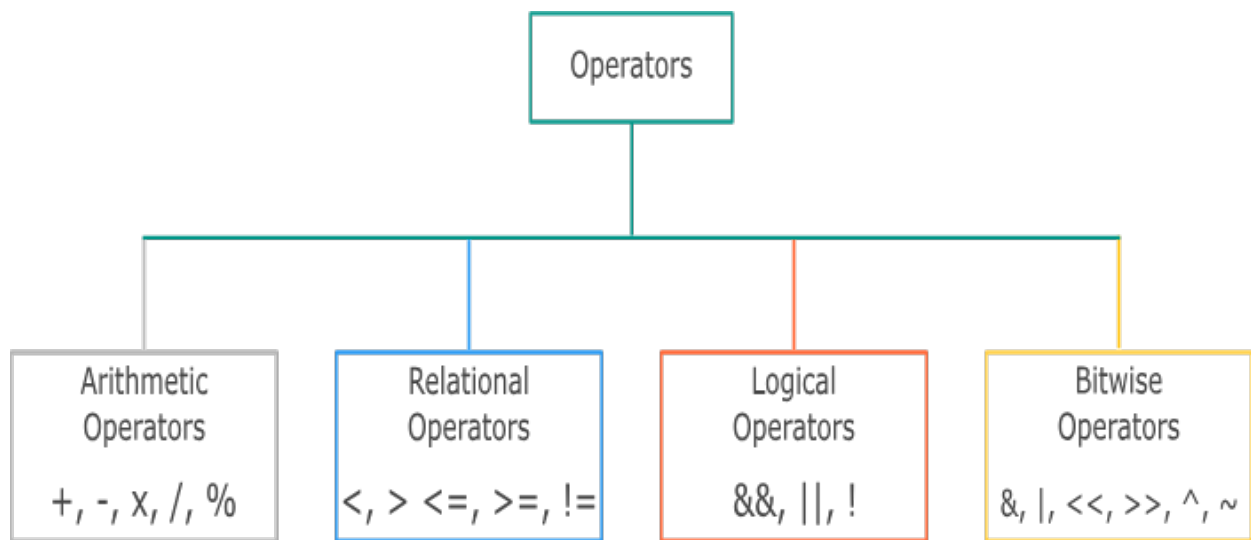 Operators
Arithmetic
Operators
+, -, x, /, %
Relational
Operators
<, > <=, >=, !=
Logical
Operators
&&, ||, !
Bitwise
Operators
&, |, <<, >>, ^, ~